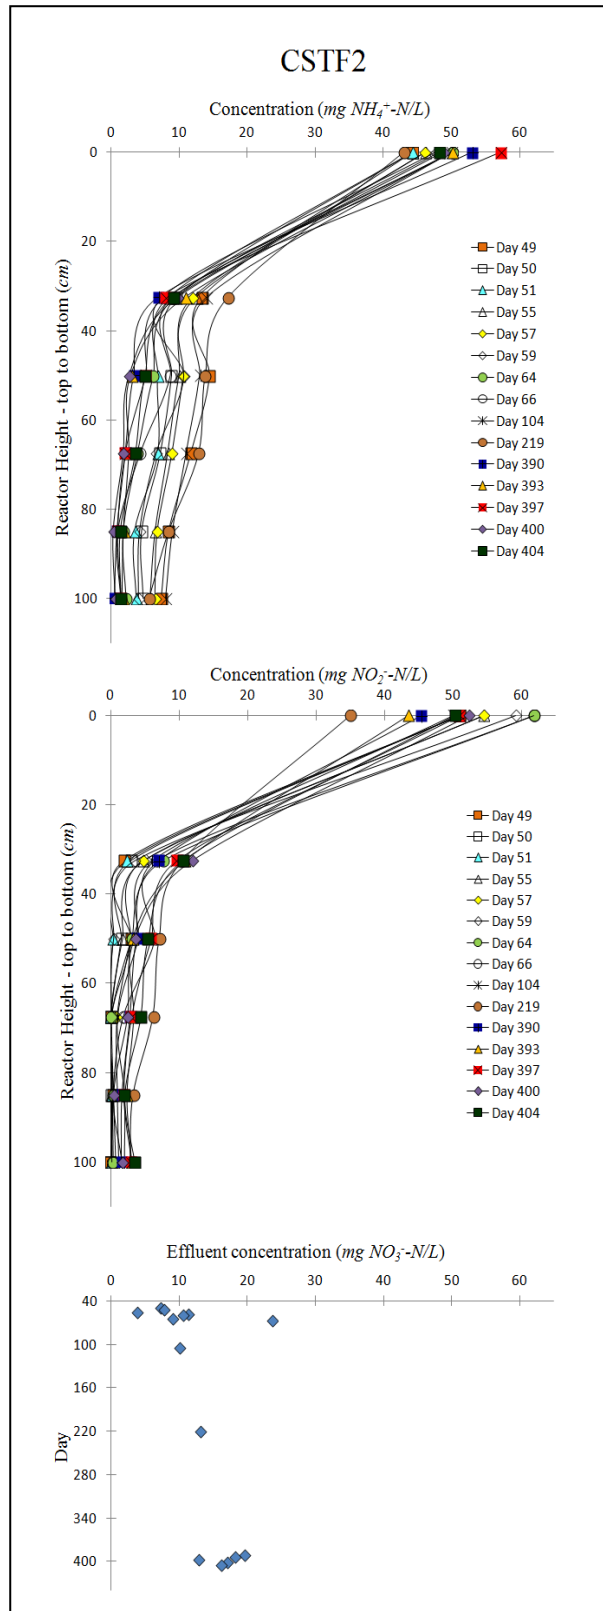 CSTF2
Concentration (mg NH₄⁺-N/L)
0 10 20 30 40 50 60
0
20
40
60
80
100
Reactor Height - top to bottom (cm)
Day 49
Day 50
Day 51
Day 55
Day 57
Day 59
Day 64
Day 66
Day 104
Day 219
Day 390
Day 393
Day 397
Day 400
Day 404
Concentration (mg NO₂⁻-N/L)
0 10 20 30 40 50 60
0
20
40
60
80
100
Reactor Height - top to bottom (cm)
Day 49
Day 50
Day 51
Day 55
Day 57
Day 59
Day 64
Day 66
Day 104
Day 219
Day 390
Day 393
Day 397
Day 400
Day 404
Effluent concentration (mg NO₃⁻-N/L)
0 10 20 30 40 50 60
40
100
160
220
280
340
400
Day